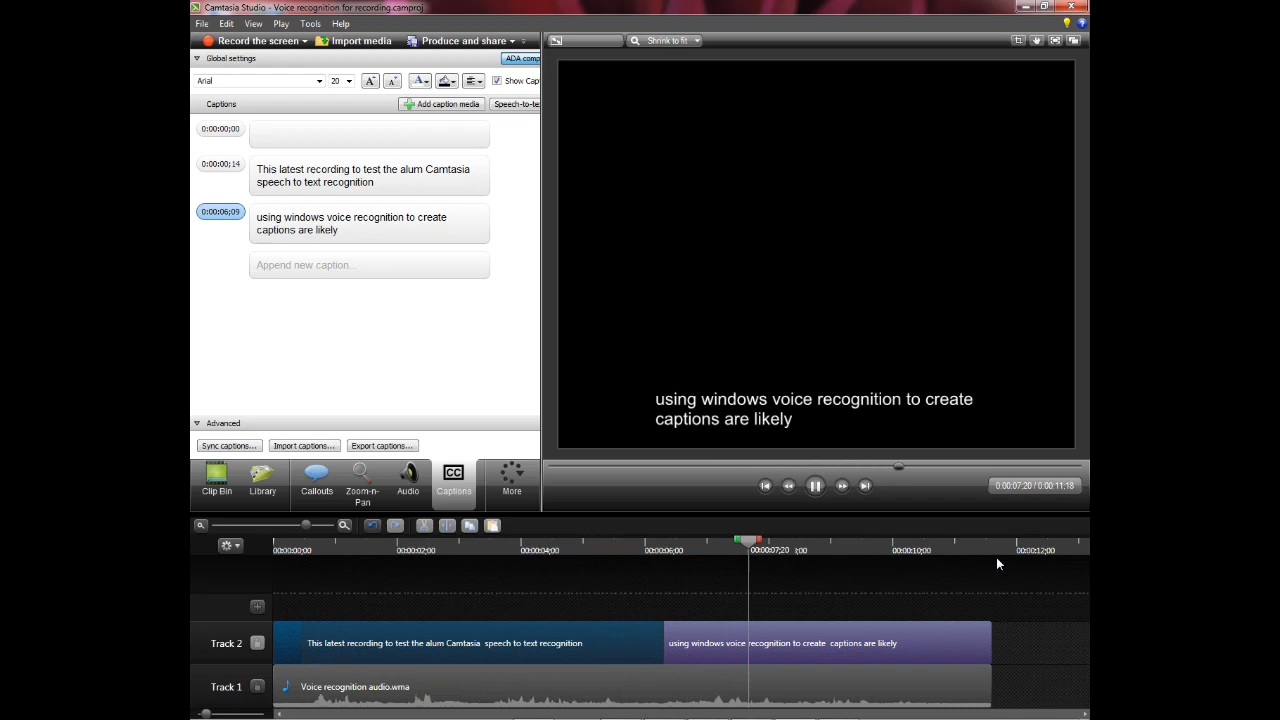 Camtasia Studio - Voice recognition for recording.camproj
File Edit View Play Tools Help
Record the screen Import media Produce and share
Shrink to fit
Global settings
ADA comp
Arial 20 Show Cap
Captions Add caption media Speech-to-te
0:00:00;00
0:00:00;14
This latest recording to test the alum Camtasia
speech to text recognition
0:00:06;09
using windows voice recognition to create
captions are likely
Append new caption...
using windows voice recognition to create
captions are likely
Advanced
Sync captions... Import captions... Export captions...
Clip Bin Library Callouts Zoom-n-
Pan Audio CC Captions More
0:00:07;20 / 0:00:11;18
00:00:00;00 00:00:02;00 00:00:04;00 00:00:06;00 00:00:07;20 00:00:10;00 00:00:12;00
Track 2 This latest recording to test the alum Camtasia speech to text recognition using windows voice recognition to create captions are likely
Track 1 Voice recognition audio.wma